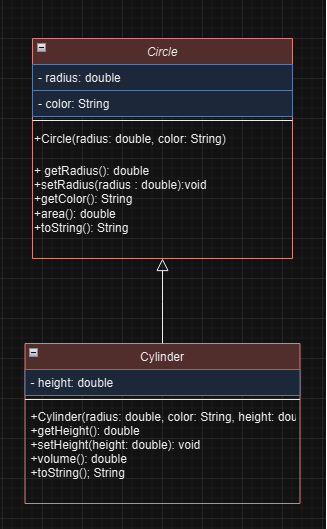 Circle
- radius: double
- color: String
+Circle(radius: double, color: String)
+ getRadius(): double
+setRadius(radius : double):void
+getColor(): String
+area(): double
+toString(): String
Cylinder
- height: double
+Cylinder(radius: double, color: String, height: dou
+getHeight(): double
+setHeight(height: double): void
+volume(): double
+toString(); String